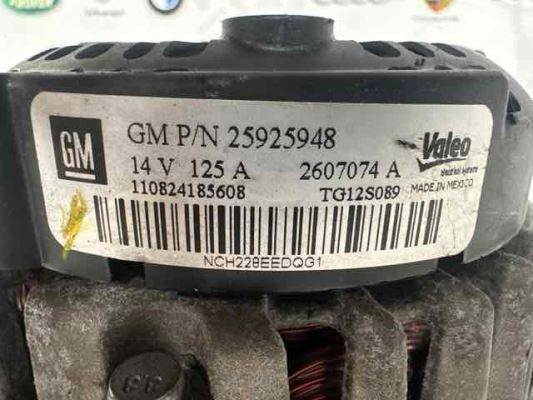 GM
GM P/N 25925948
14 V 125 A 2607074 A
110824185608 TG12S089
Valeo
MADE IN MEXICO
NCH228EEDQG1